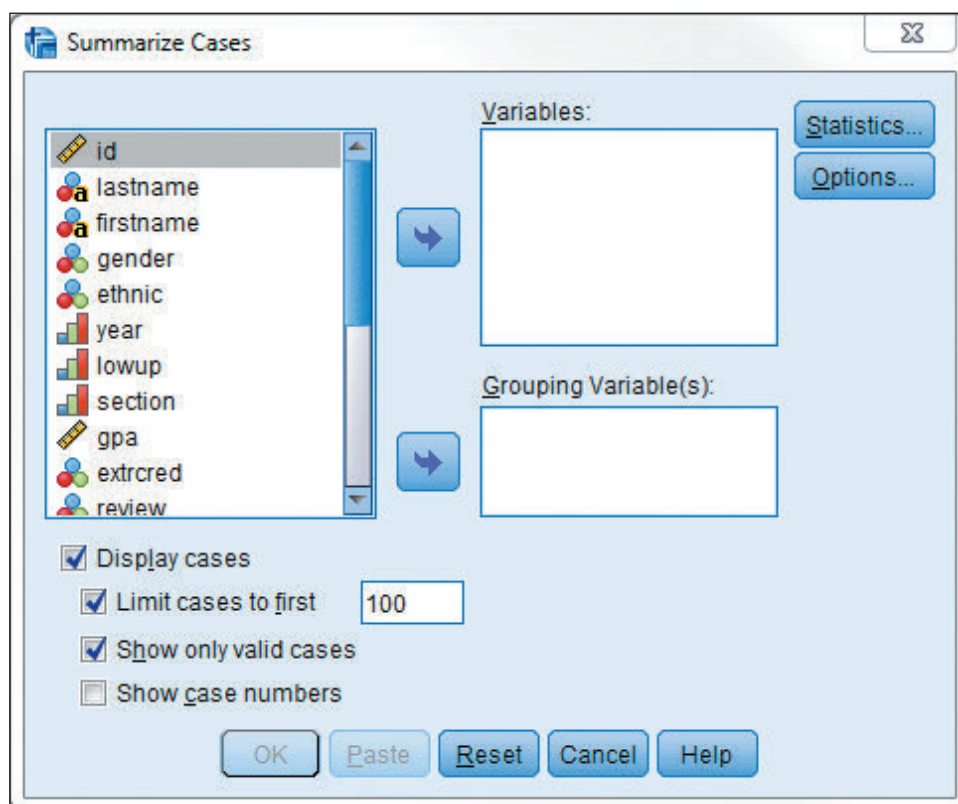 Summarize Cases
Variables:
Statistics...
Options...
id
lastname
firstname
gender
ethnic
year
lowup
section
gpa
extrcred
review
Grouping Variable(s):
Display cases
Limit cases to first 100
Show only valid cases
Show case numbers
OK Paste Reset Cancel Help